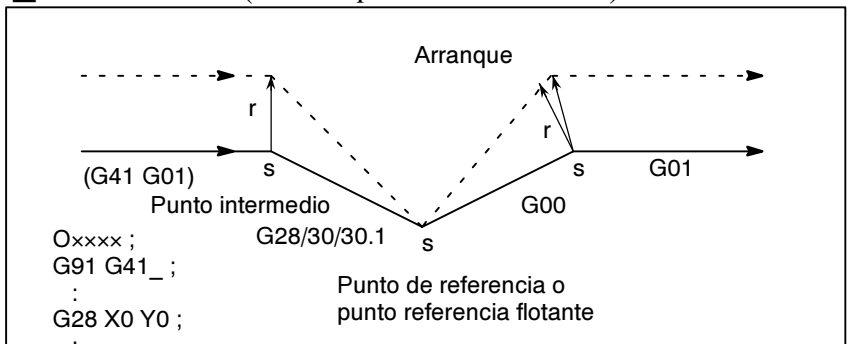 Arranque
r
r
(G41 G01)
s
s
G01
Punto intermedio
G00
G28/30/30.1
s
O×××× ;
G91 G41_ ;
:
Punto de referencia o
punto referencia flotante
G28 X0 Y0 ;